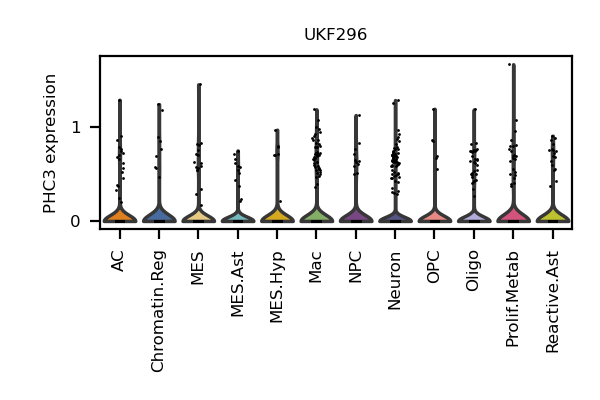 UKF296
PHC3 expression
1
0
AC
Chromatin.Reg
MES
MES.Ast
MES.Hyp
Mac
NPC
Neuron
OPC
Oligo
Prolif.Metab
Reactive.Ast